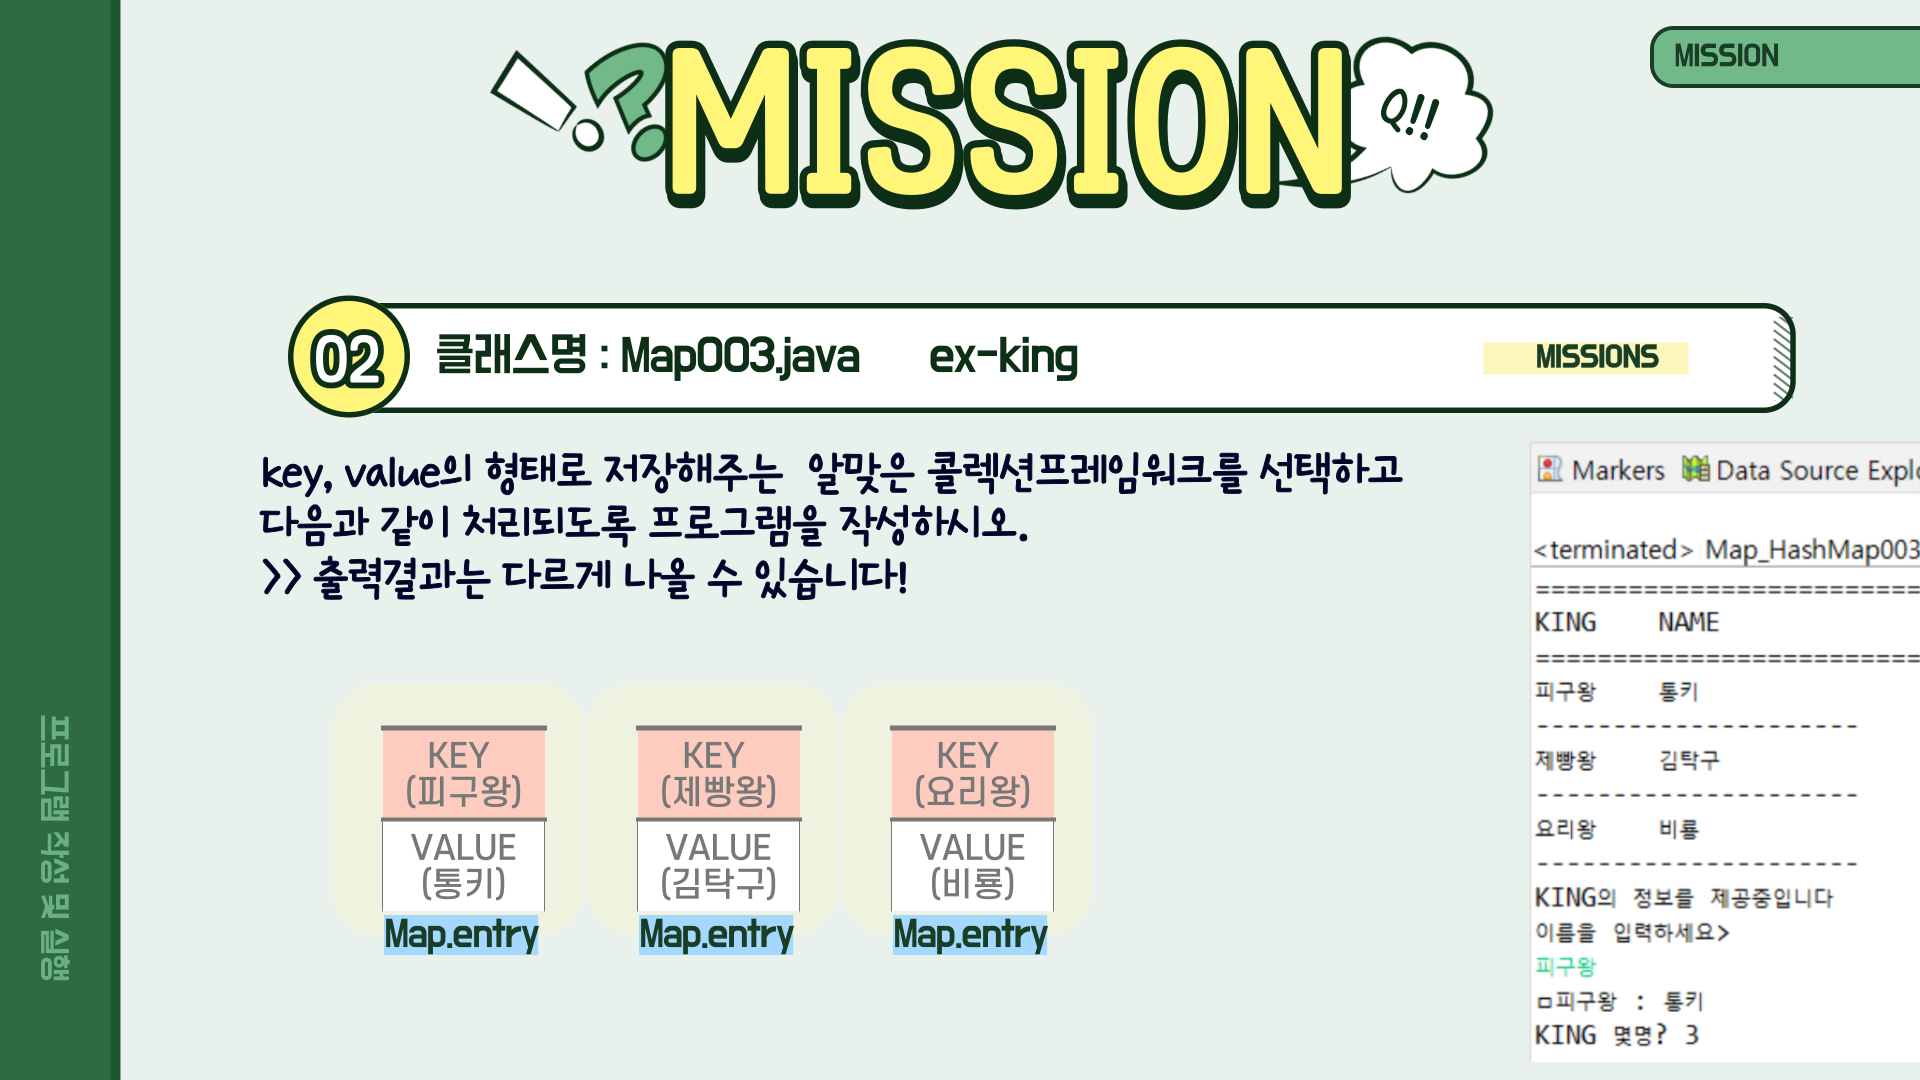 MISSION
MISSION
Q!!
02
클래스명 : Map003.java ex-king
MISSIONS
key, value의 형태로 저장해주는 알맞은 콜렉션프레임워크를 선택하고
다음과 같이 처리되도록 프로그램을 작성하시오.
>> 출력결과는 다르게 나올 수 있습니다!
KEY
(피구왕)
VALUE
(통키)
Map.entry
KEY
(제빵왕)
VALUE
(김탁구)
Map.entry
KEY
(요리왕)
VALUE
(비룡)
Map.entry
Markers Data Source Explo
<terminated> Map_HashMap003
=========================
KING NAME
=========================
피구왕 통키
---------------------
제빵왕 김탁구
---------------------
요리왕 비룡
---------------------
KING의 정보를 제공중입니다
이름을 입력하세요>
피구왕
ㅁ피구왕 : 통키
KING 몇명? 3
프로그램 작성 및 실행